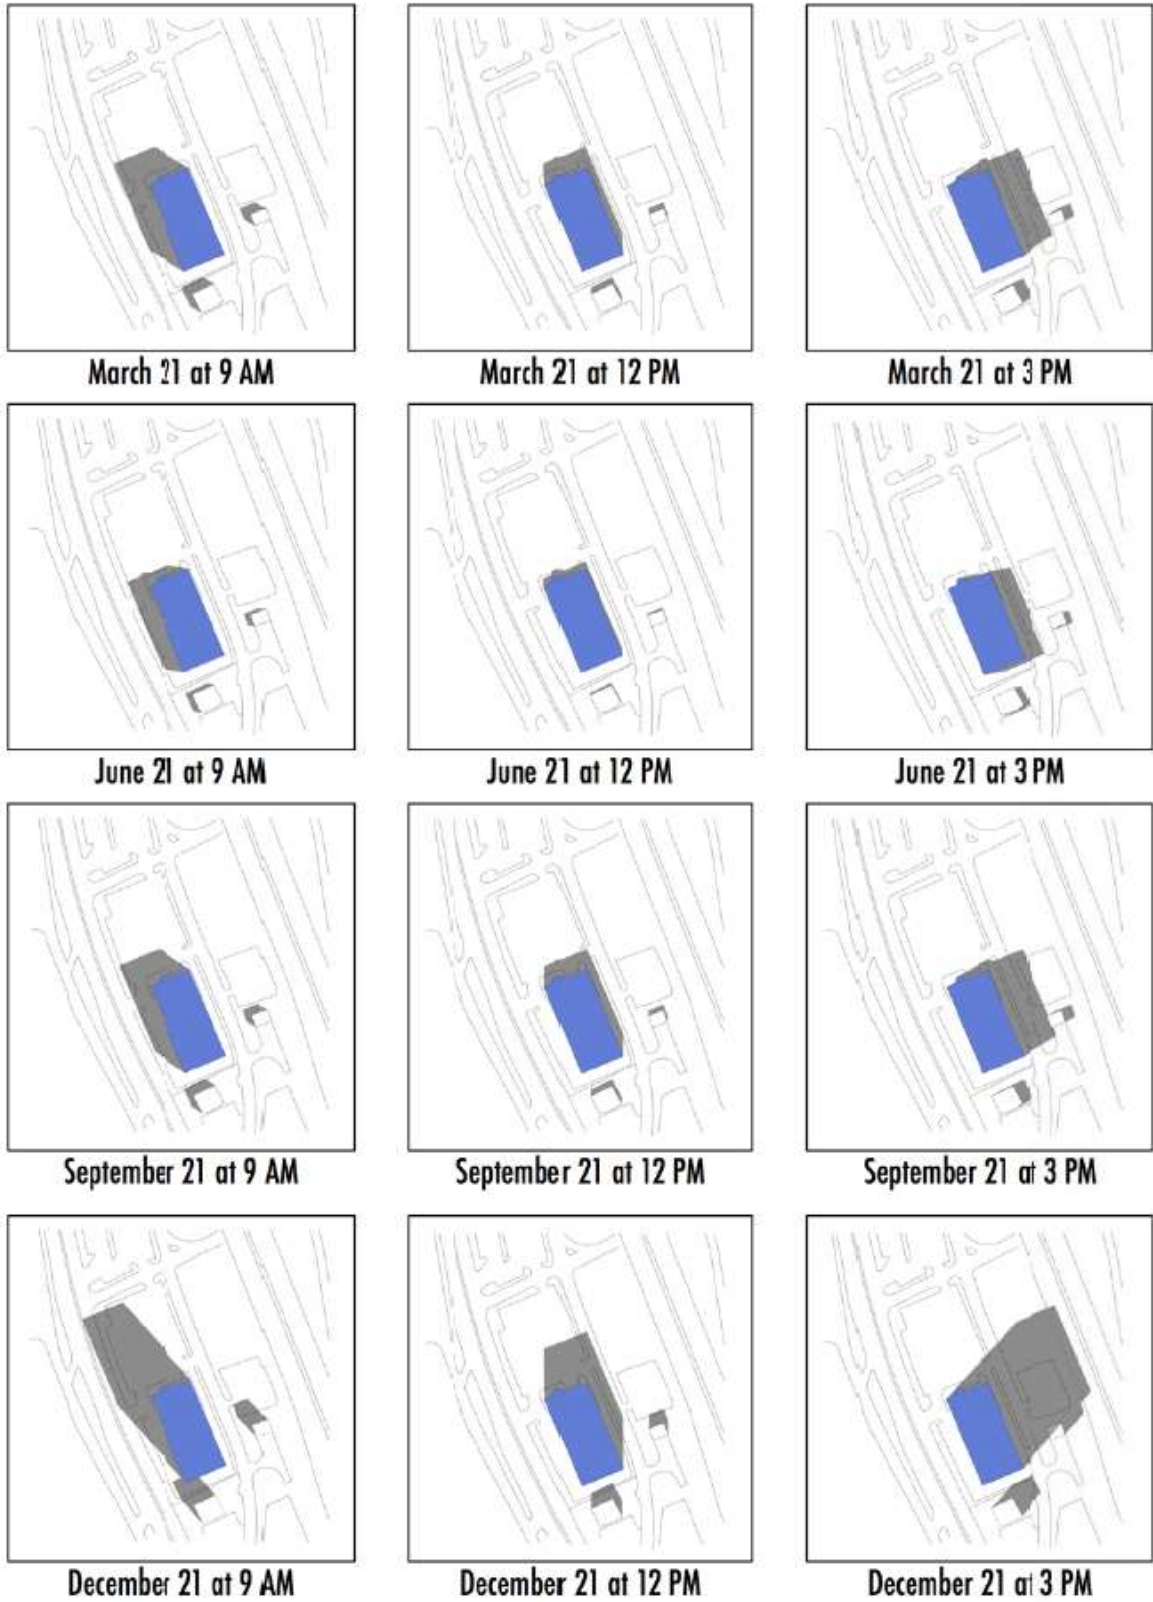 March 21 at 9 AM
March 21 at 12 PM
March 21 at 3 PM
June 21 at 9 AM
June 21 at 12 PM
June 21 at 3 PM
September 21 at 9 AM
September 21 at 12 PM
September 21 at 3 PM
December 21 at 9 AM
December 21 at 12 PM
December 21 at 3 PM